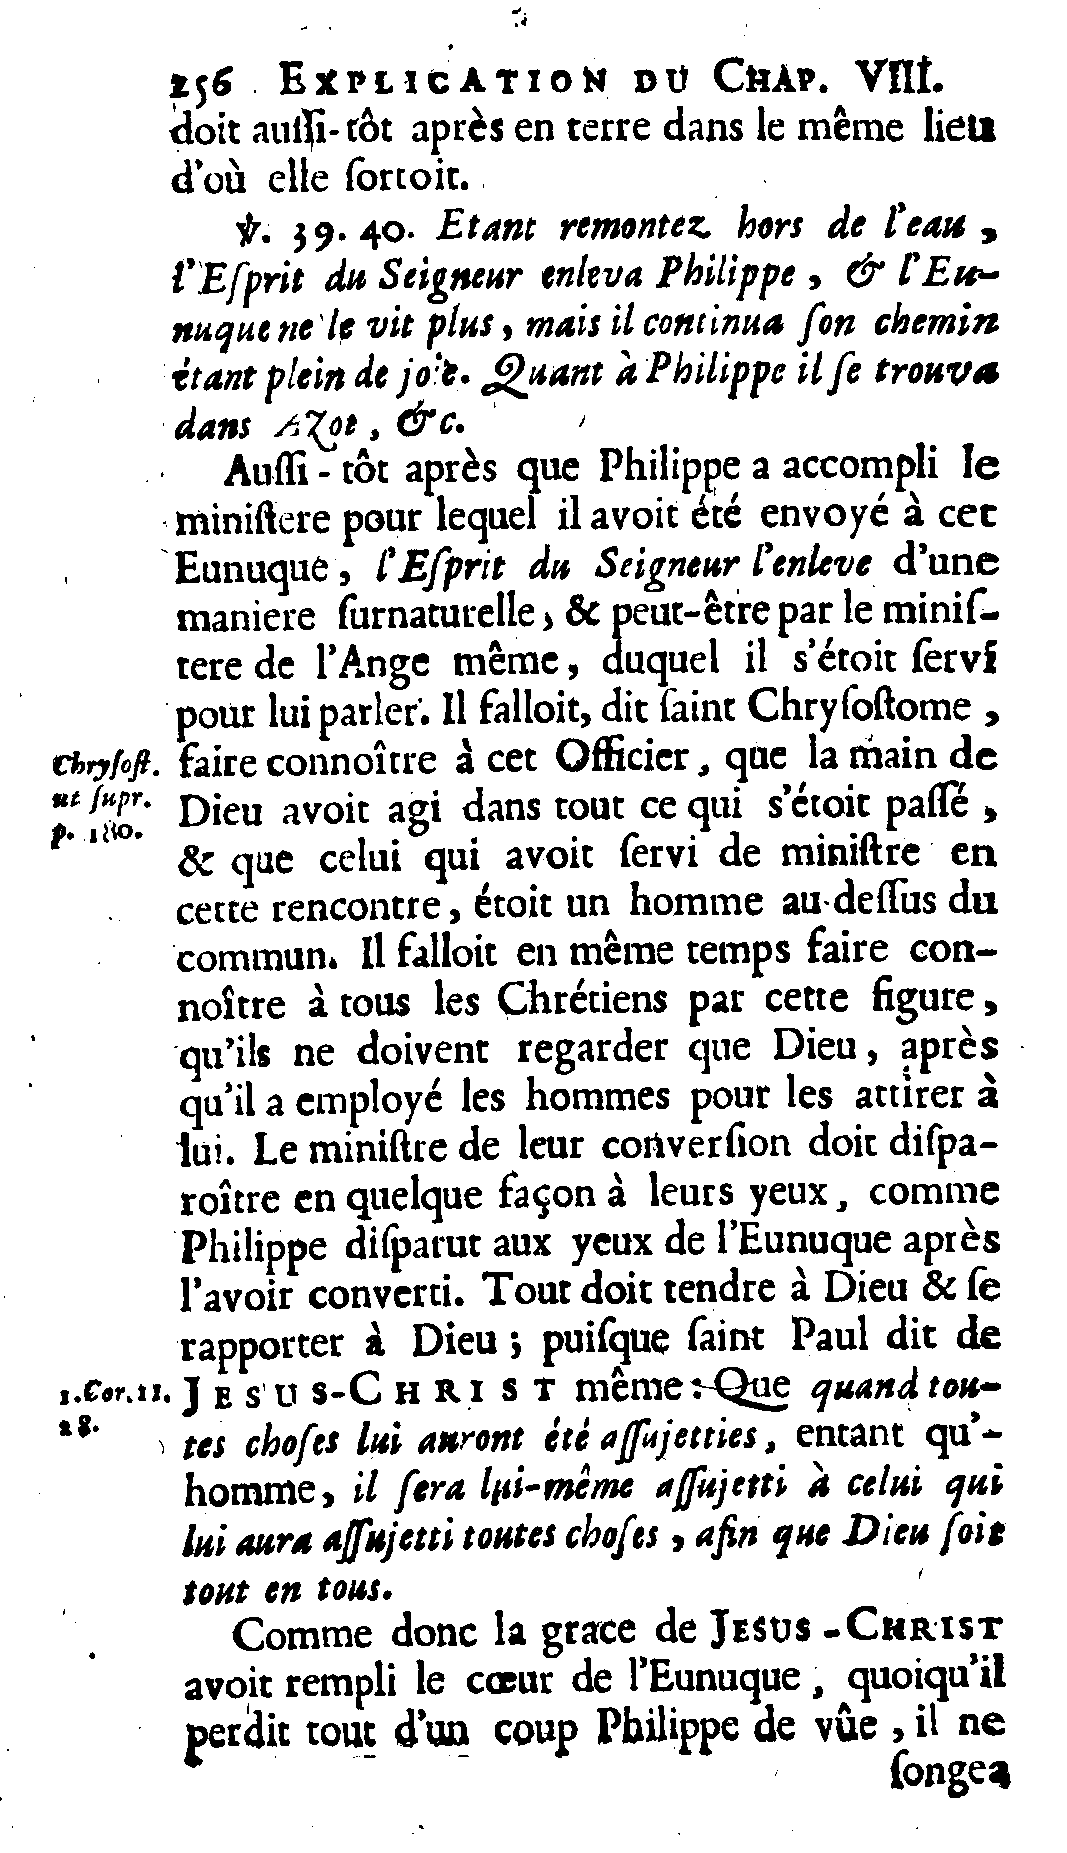 256 EXPLICATION DU CHAP. VIII.
doit auſſi-tôt après en terre dans le même lieu
d'où elle ſortoit.
℣. 39. 40. Etant remontez hors de l'eau,
l'Eſprit du Seigneur enleva Philippe, & l'Eu-
nuque ne le vit plus, mais il continua ſon chemin
étant plein de joie. Quant à Philippe il ſe trouva
dans Azot, &c.
Auſſi-tôt après que Philippe a accompli le
miniſtere pour lequel il avoit été envoyé à cet
Eunuque, l'Eſprit du Seigneur l'enleve d'une
maniere ſurnaturelle, & peut-être par le miniſ-
tere de l'Ange même, duquel il s'étoit ſervi
pour lui parler. Il falloit, dit ſaint Chryſoſtome,
Chryſoſt. faire connoître à cet Officier, que la main de
ut ſupr. Dieu avoit agi dans tout ce qui s'étoit paſſé,
p. 180. & que celui qui avoit ſervi de miniſtre en
cette rencontre, étoit un homme au-deſſus du
commun. Il falloit en même temps faire con-
noître à tous les Chrétiens par cette figure,
qu'ils ne doivent regarder que Dieu, après
qu'il a employé les hommes pour les attirer à
lui. Le miniſtre de leur converſion doit diſpa-
roître en quelque façon à leurs yeux, comme
Philippe diſparut aux yeux de l'Eunuque après
l'avoir converti. Tout doit tendre à Dieu & ſe
rapporter à Dieu ; puiſque ſaint Paul dit de
1. Cor. 11. JESUS-CHRIST même : Que quand tou-
28. tes choſes lui auront été aſſujetties, entant qu'-
homme, il ſera lui-même aſſujetti à celui qui
lui aura aſſujetti toutes choſes, afin que Dieu ſoit
tout en tous.
Comme donc la grace de JESUS-CHRIST
avoit rempli le cœur de l'Eunuque, quoiqu'il
perdit tout d'un coup Philippe de vûe, il ne
ſongea